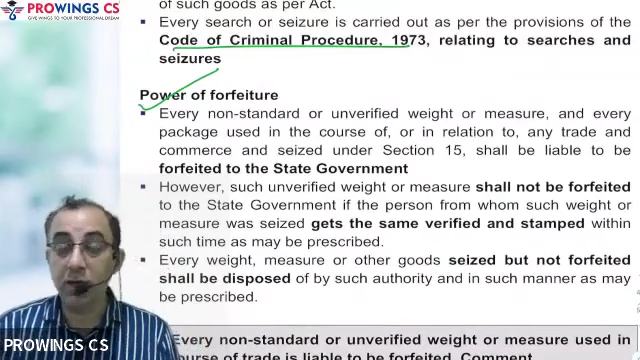 PROWINGS CS
GIVE WINGS TO YOUR PROFESSIONAL DREAM
of such goods as per Act.
▪ Every search or seizure is carried out as per the provisions of the
Code of Criminal Procedure, 1973, relating to searches and
seizures
Power of forfeiture
▪ Every non-standard or unverified weight or measure, and every
package used in the course of, or in relation to, any trade and
commerce and seized under Section 15, shall be liable to be
forfeited to the State Government
▪ However, such unverified weight or measure shall not be forfeited
to the State Government if the person from whom such weight or
measure was seized gets the same verified and stamped within
such time as may be prescribed.
▪ Every weight, measure or other goods seized but not forfeited
shall be disposed of by such authority and in such manner as may
be prescribed.
Every non-standard or unverified weight or measure used in
course of trade is liable to be forfeited. Comment
PROWINGS CS